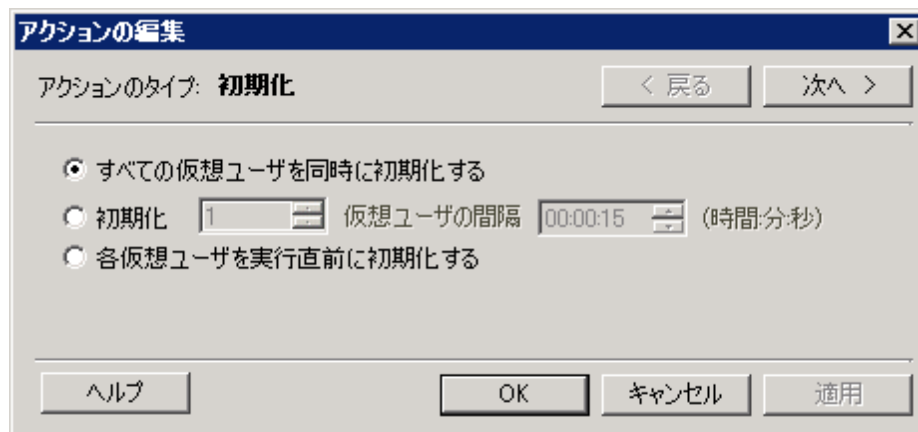 アクションの編集
アクションのタイプ: 初期化 < 戻る 次へ >
すべての仮想ユーザを同時に初期化する
初期化 1 仮想ユーザの間隔 00:00:15 (時間:分:秒)
各仮想ユーザを実行直前に初期化する
ヘルプ OK キャンセル 適用